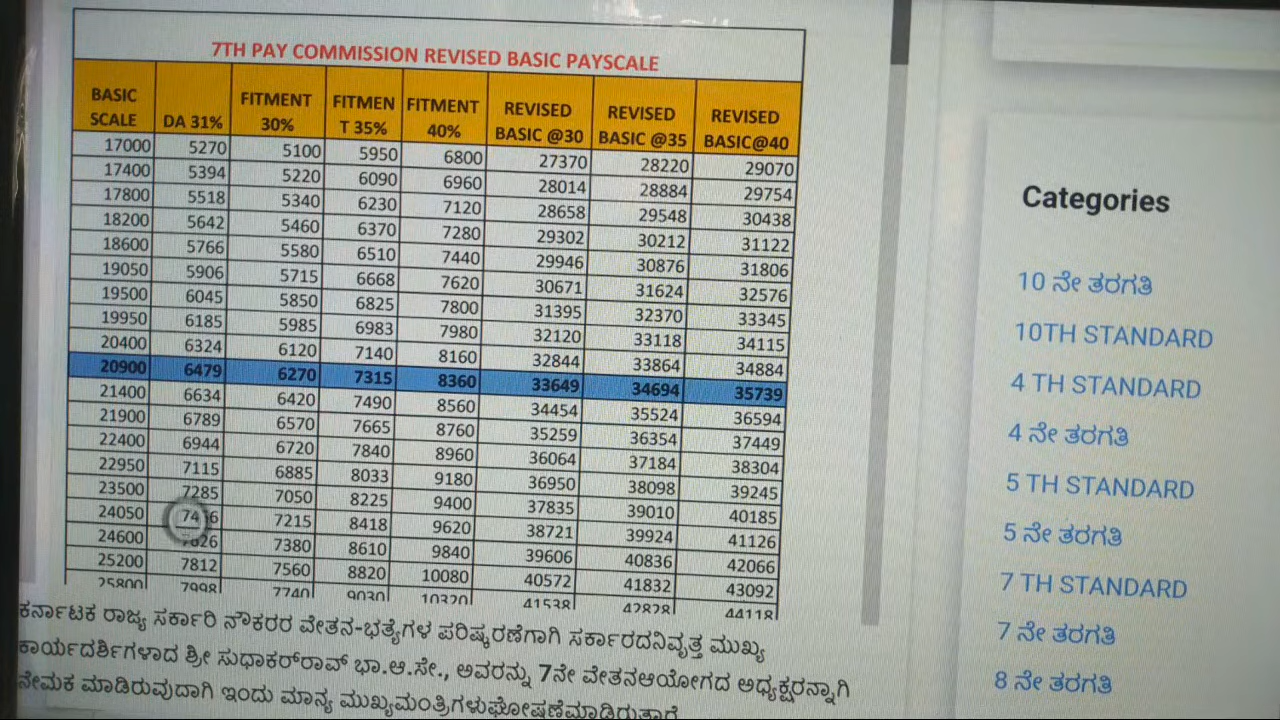 7TH PAY COMMISSION REVISED BASIC PAYSCALE
BASIC SCALE DA 31% FITMENT 30% FITMEN T 35% FITMENT 40% REVISED BASIC @30 REVISED BASIC @35 REVISED BASIC@40
17000 5270 5100 5950 6800 27370 28220 29070
17400 5394 5220 6090 6960 28014 28884 29754
17800 5518 5340 6230 7120 28658 29548 30438
18200 5642 5460 6370 7280 29302 30212 31122
18600 5766 5580 6510 7440 29946 30876 31806
19050 5906 5715 6668 7620 30671 31624 32576
19500 6045 5850 6825 7800 31395 32370 33345
19950 6185 5985 6983 7980 32120 33118 34115
20400 6324 6120 7140 8160 32844 33864 34884
20900 6479 6270 7315 8360 33649 34694 35739
21400 6634 6420 7490 8560 34454 35524 36594
21900 6789 6570 7665 8760 35259 36354 37449
22400 6944 6720 7840 8960 36064 37184 38304
22950 7115 6885 8033 9180 36950 38098 39245
23500 7285 7050 8225 9400 37835 39010 40185
24050 7215 8418 9620 38721 39924 41126
24600 7626 7380 8610 9840 39606 40836 42066
25200 7812 7560 8820 10080 40572 41832 43092
25800 7998 7740 9030 10320 41538 42828 44118
ಕರ್ನಾಟಕ ರಾಜ್ಯ ಸರ್ಕಾರಿ ನೌಕರರ ವೇತನ-ಭತ್ಯೆಗಳ ಪರಿಷ್ಕರಣೆಗಾಗಿ ಸರ್ಕಾರದನಿವೃತ್ತ ಮುಖ್ಯ
ಕಾರ್ಯದರ್ಶಿಗಳಾದ ಶ್ರೀ ಸುಧಾಕರ್‌ರಾವ್ ಭಾ.ಆ.ಸೇ., ಅವರನ್ನು 7ನೇ ವೇತನಆಯೋಗದ ಅಧ್ಯಕ್ಷರನ್ನಾಗಿ
ನೇಮಕ ಮಾಡಿರುವುದಾಗಿ ಇಂದು ಮಾನ್ಯ ಮುಖ್ಯಮಂತ್ರಿಗಳುಘೋಷಣೆಮಾಡಿರುತ್ತಾರೆ
Categories
10 ನೇ ತರಗತಿ
10TH STANDARD
4 TH STANDARD
4 ನೇ ತರಗತಿ
5 TH STANDARD
5 ನೇ ತರಗತಿ
7 TH STANDARD
7 ನೇ ತರಗತಿ
8 ನೇ ತರಗತಿ